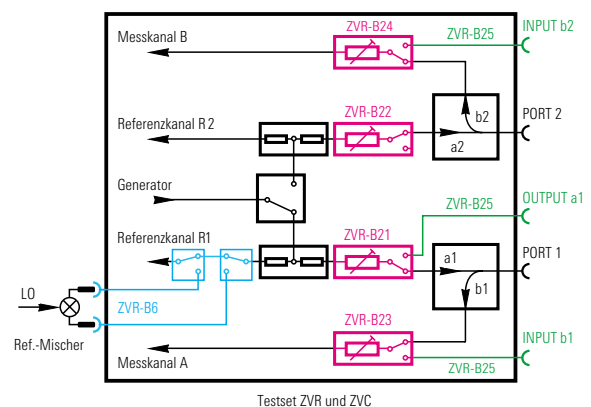 ZVR-B24
INPUT b2
Messkanal B
ZVR-B25
ZVR-B22
PORT 2
Referenzkanal R 2
b2
a2
Generator
OUTPUT a1
ZVR-B25
Referenzkanal R1
ZVR-B21
PORT 1
a1
LO
ZVR-B6
b1
ZVR-B23
INPUT b1
Ref.-Mischer
Messkanal A
ZVR-B25
Testset ZVR und ZVC